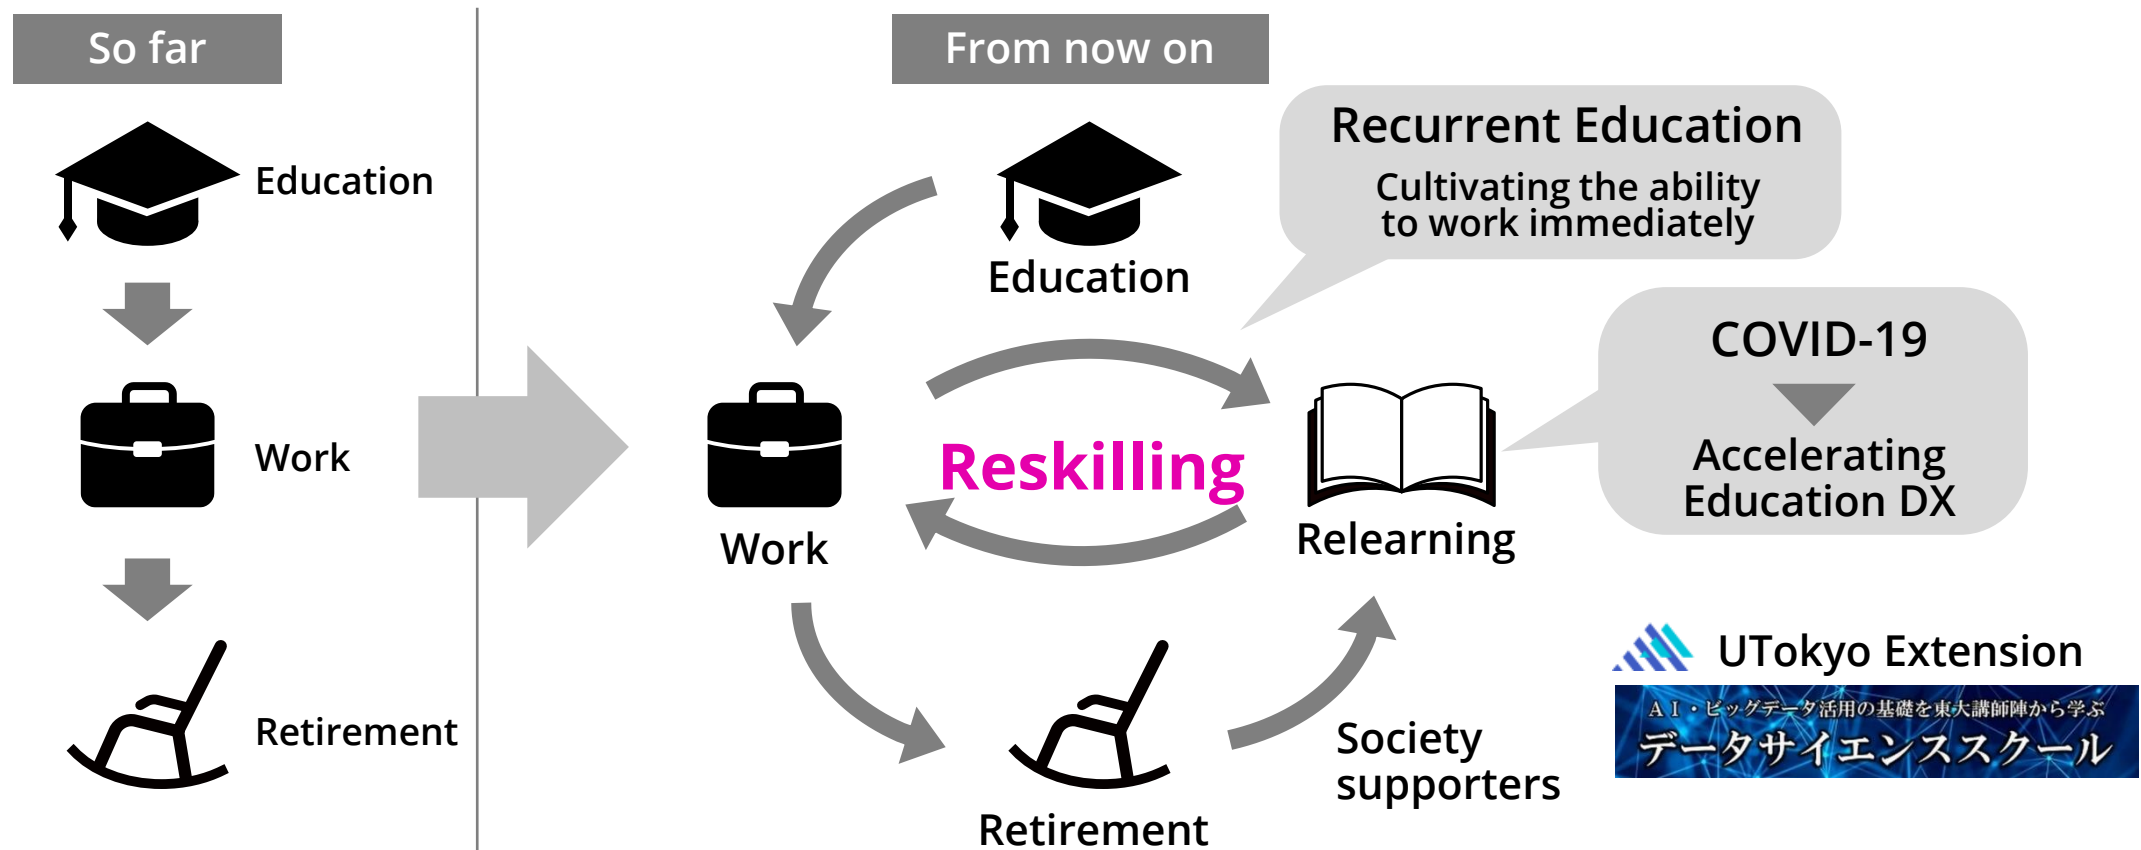 So far
Education
Work
Retirement
From now on
Education
Recurrent Education
Cultivating the ability
to work immediately
COVID-19
Accelerating
Education DX
Reskilling
Work
Relearning
Society
supporters
Retirement
UTokyo Extension
AI・ビッグデータ活用の基礎を東大講師陣から学ぶ
データサイエンススクール